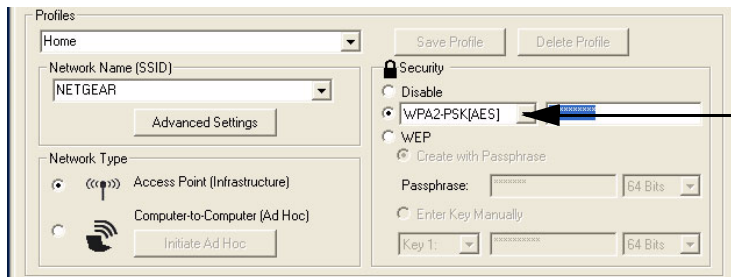 Profiles
Home
Save Profile
Delete Profile
Network Name (SSID)
NETGEAR
Advanced Settings
Security
Disable
WPA2-PSK[AES]
WEP
Create with Passphrase
Passphrase:
64 Bits
Enter Key Manually
Key 1:
64 Bits
Network Type
Access Point (Infrastructure)
Computer-to-Computer (Ad Hoc)
Initiate Ad Hoc